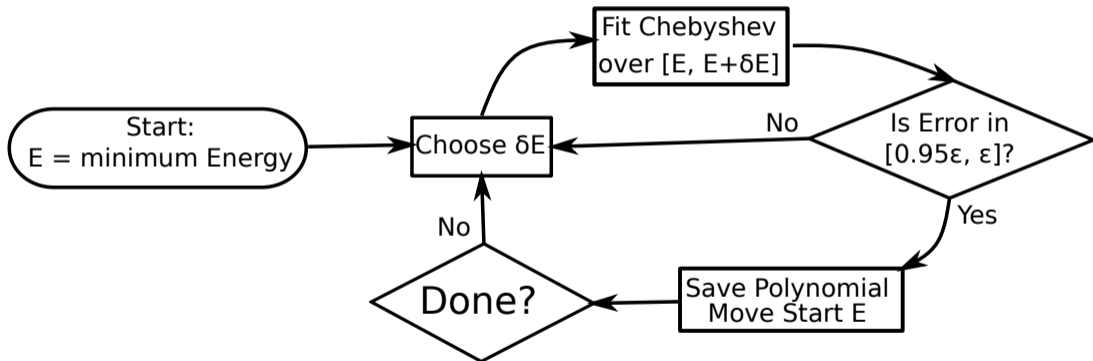 Fit Chebyshev
over [E, E+δE]
Start:
E = minimum Energy
Choose δE
No
Is Error in
[0.95ε, ε]?
Yes
No
Done?
Save Polynomial
Move Start E